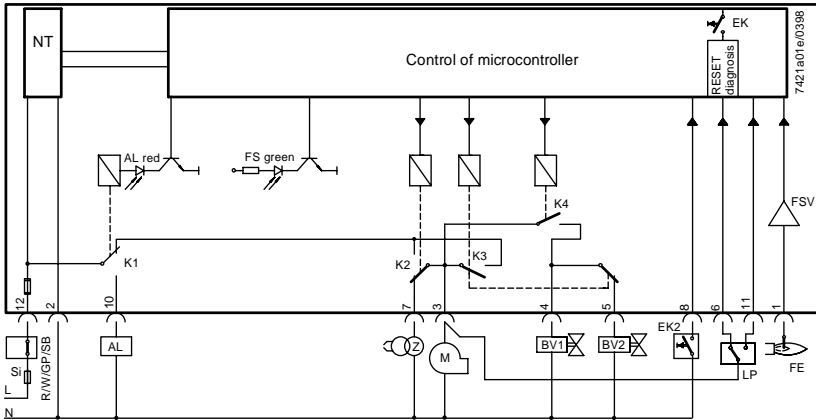 NT
Control of microcontroller
EK
RESET
diagnosis
7421a01e/0398
AL red
FS green
FSV
K4
K1
K2
K3
12
2
10
7
3
4
5
8
6
11
1
Si
R/W/GP/SB
AL
Z
M
BV1
BV2
EK2
LP
FE
L
N